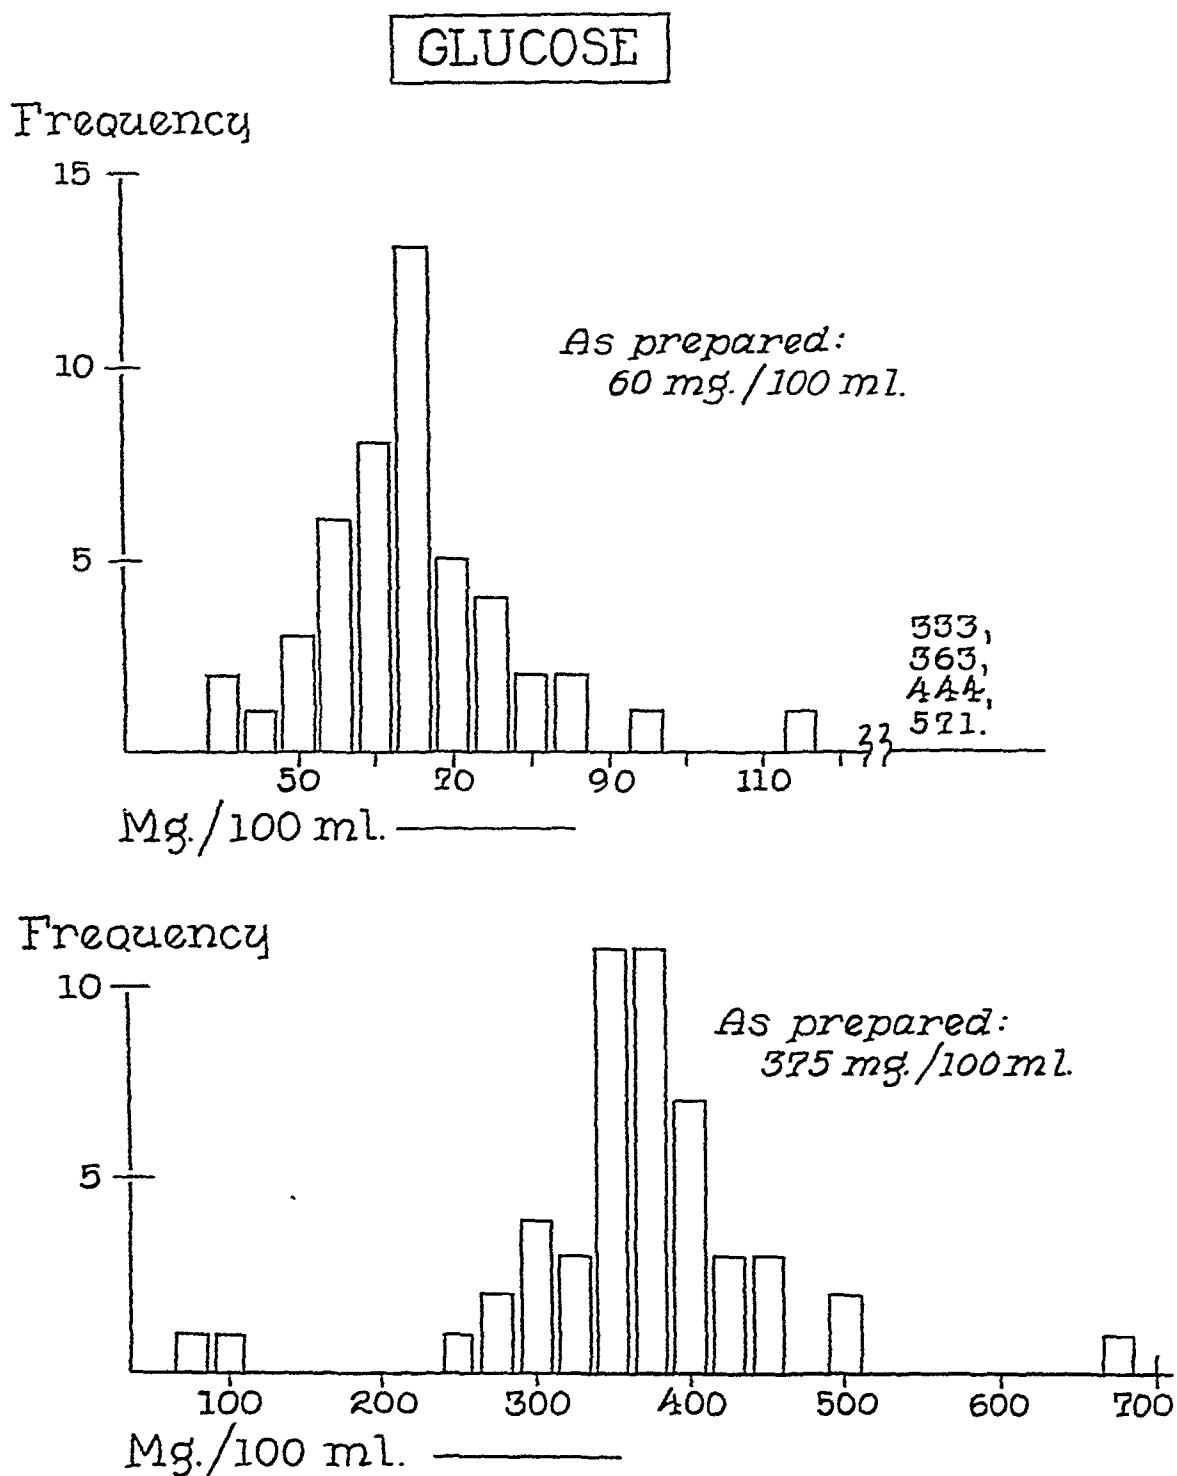 GLUCOSE
Frequency
15
10
5
As prepared:
60 mg./100 ml.
333,
363,
444,
571.
50 70 90 110
Mg./100 ml.
Frequency
10
5
As prepared:
375 mg./100 ml.
100 200 300 400 500 600 700
Mg./100 ml.